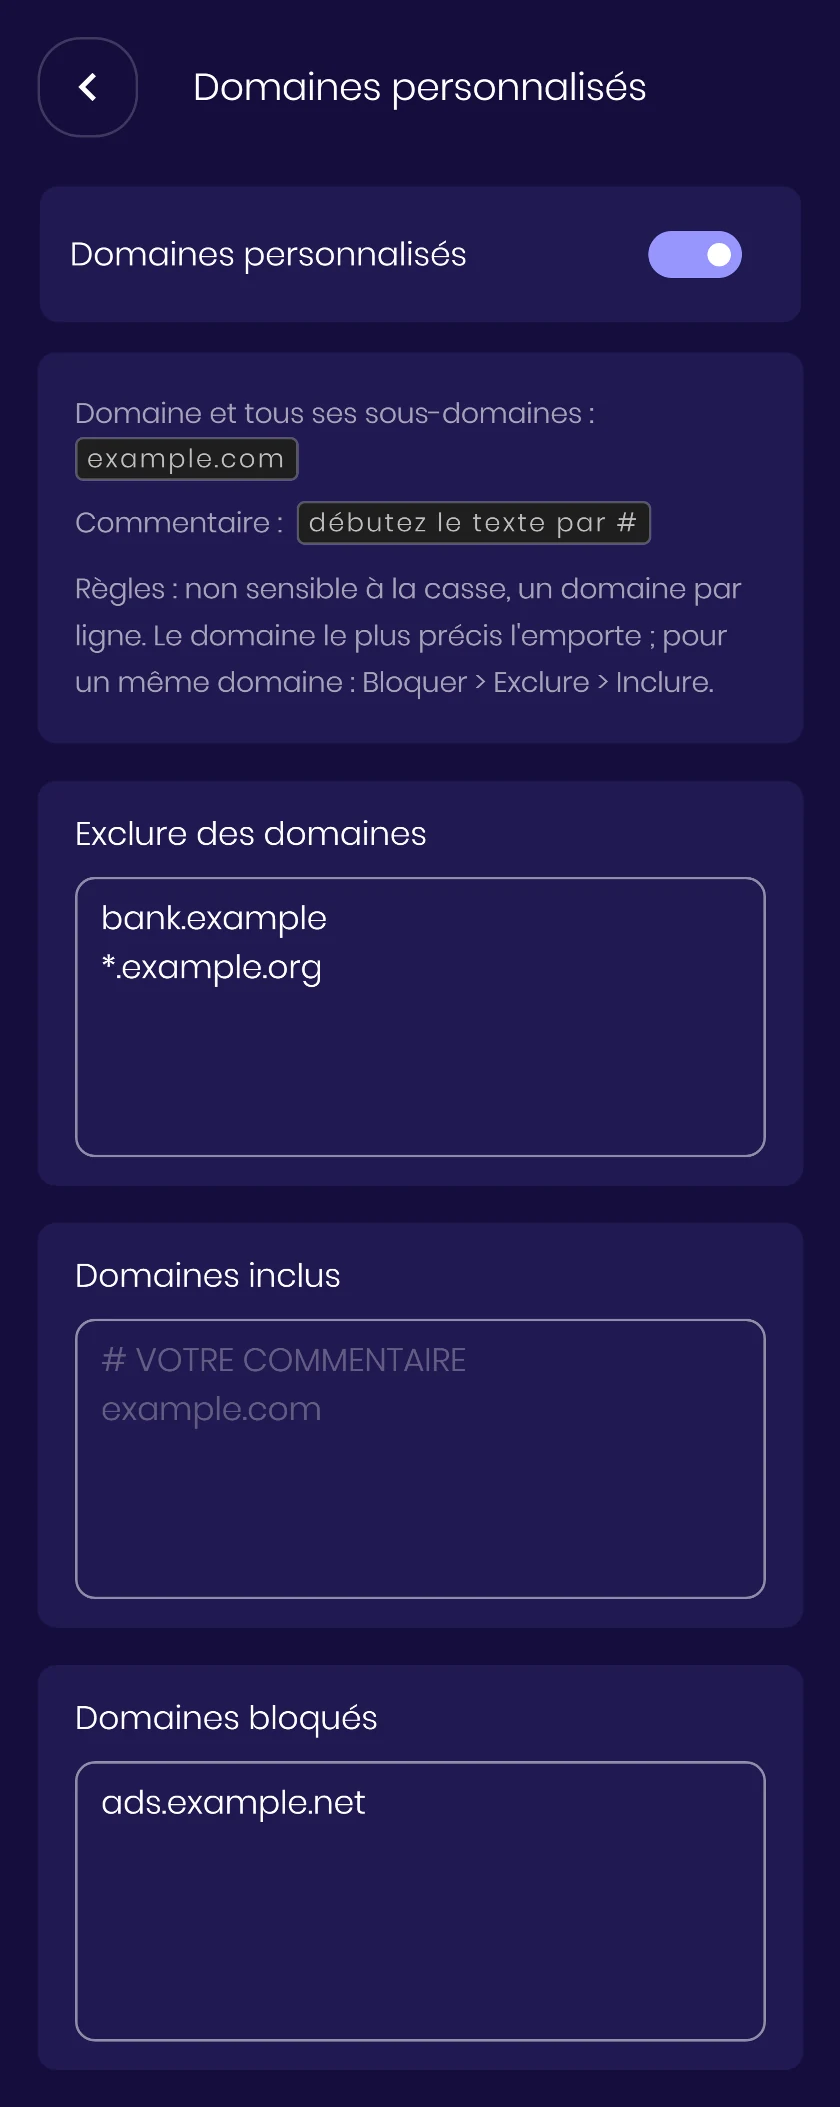 Domaines personnalisés
Domaines personnalisés
Domaine et tous ses sous-domaines :
example.com
Commentaire : débutez le texte par #
Règles : non sensible à la casse, un domaine par
ligne. Le domaine le plus précis l'emporte ; pour
un même domaine : Bloquer > Exclure > Inclure.
Exclure des domaines
bank.example
*.example.org
Domaines inclus
# VOTRE COMMENTAIRE
example.com
Domaines bloqués
ads.example.net